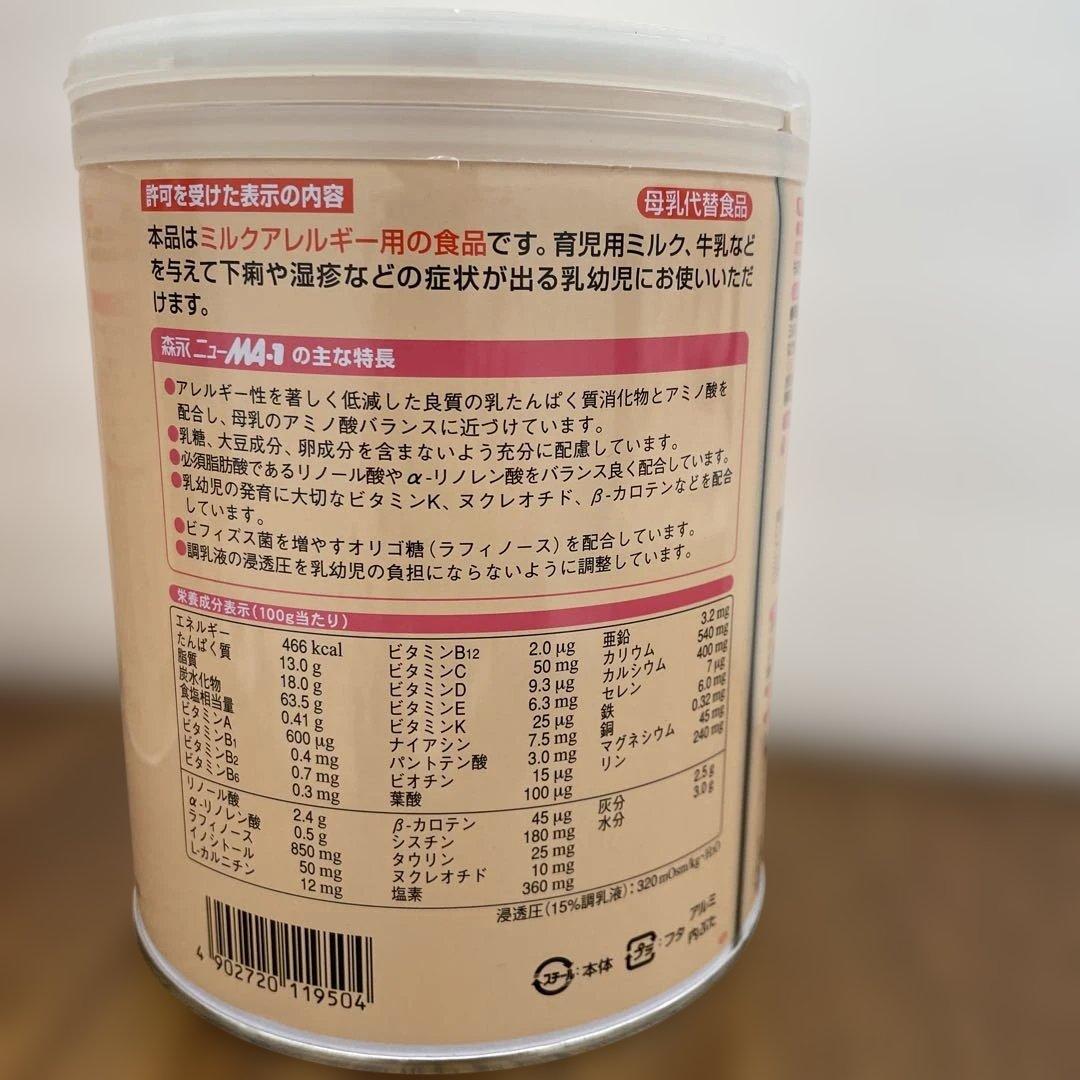 許可を受けた表示の内容
母乳代替食品
本品はミルクアレルギー用の食品です。育児用ミルク、牛乳など
を与えて下痢や湿疹などの症状が出る乳幼児にお使いいただ
けます。
森永 ニューMA-1 の主な特長
●アレルギー性を著しく低減した良質の乳たんぱく質消化物とアミノ酸を
配合し、母乳のアミノ酸バランスに近づけています。
●乳糖、大豆成分、卵成分を含まないよう充分に配慮しています。
●必須脂肪酸であるリノール酸やα-リノレン酸をバランス良く配合しています。
●乳幼児の発育に大切なビタミンK、ヌクレオチド、β-カロテンなどを配合
しています。
●ビフィズス菌を増やすオリゴ糖(ラフィノース)を配合しています。
●調乳液の浸透圧を乳幼児の負担にならないように調整しています。
栄養成分表示(100g当たり)
エネルギー 466 kcal
たんぱく質 13.0 g
脂質 18.0 g
炭水化物 63.5 g
食塩相当量 0.41 g
ビタミンA 600 μg
ビタミンB1 0.4 mg
ビタミンB2 0.7 mg
ビタミンB6 0.3 mg
ビタミンB12 2.0 μg
ビタミンC 50 mg
ビタミンD 9.3 μg
ビタミンE 6.3 mg
ビタミンK 25 μg
ナイアシン 7.5 mg
パントテン酸 3.0 mg
ビオチン 15 μg
葉酸 100 μg
亜鉛 3.2 mg
カリウム 540 mg
カルシウム 400 mg
セレン 7 μg
鉄 6.0 mg
銅 0.32 mg
マグネシウム 45 mg
リン 240 mg
リノール酸 2.4 g
α-リノレン酸 0.5 g
ラフィノース 850 mg
イノシトール 50 mg
L-カルニチン 12 mg
β-カロテン 45 μg
シスチン 180 mg
タウリン 25 mg
ヌクレオチド 10 mg
塩素 360 mg
灰分 2.5 g
水分 3.0 g
浸透圧(15%調乳液):320 mOsm/kg・H2O
4 902720 119504
スチール:本体
プラ:フタ
アルミ
内ぶた